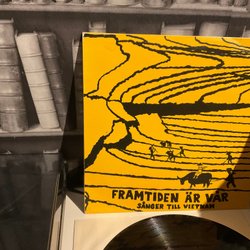 FRAMTIDEN ÄR VÅR
SÅNGER TILL VIETNAM